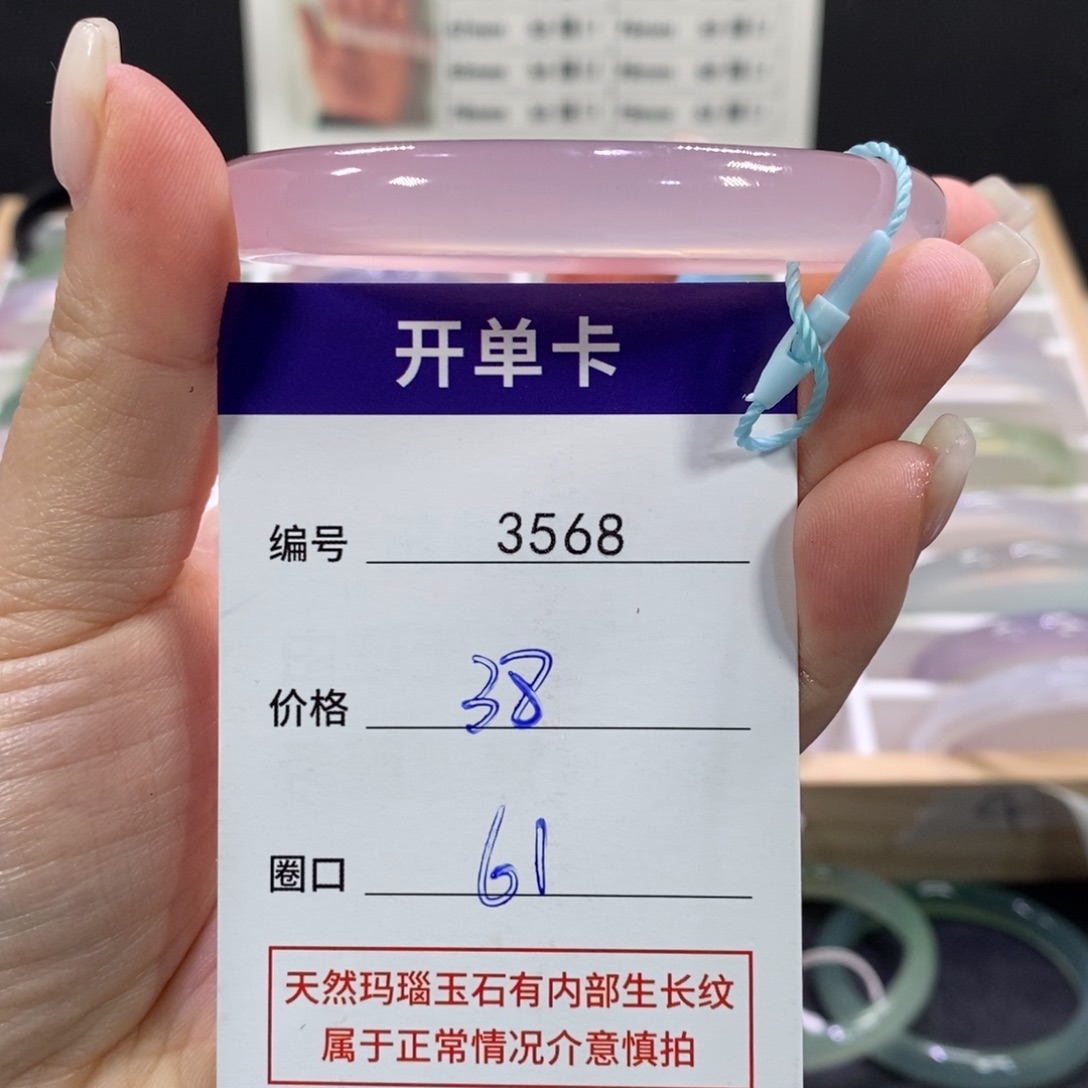 开单卡
编号 3568
价格 38
圈口 61
天然玛瑙玉石有内部生长纹
属于正常情况介意慎拍